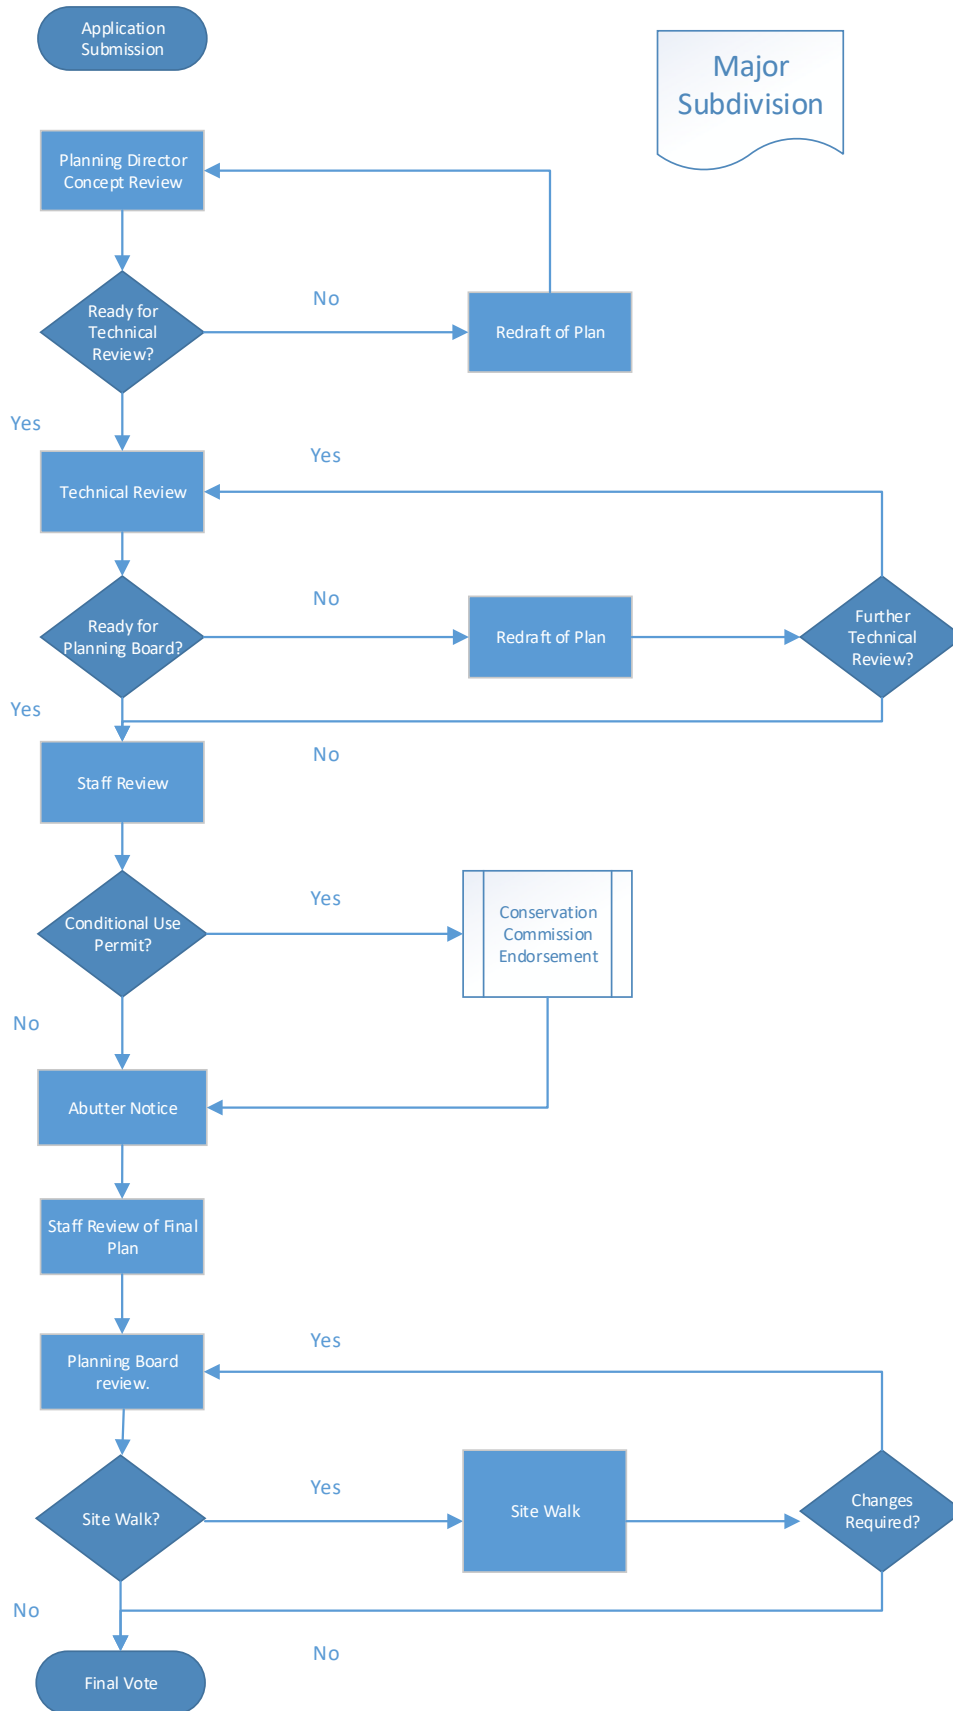 Application
Submission
Major
Subdivision
Planning Director
Concept Review
No
Ready for
Technical
Review?
Redraft of Plan
Yes
Yes
Technical Review
No
Ready for
Planning Board?
Redraft of Plan
Further
Technical
Review?
Yes
No
Staff Review
Yes
Conditional Use
Permit?
Conservation
Commission
Endorsement
No
Abutter Notice
Staff Review of Final
Plan
Yes
Planning Board
review.
Yes
Site Walk?
Site Walk
Changes
Required?
No
No
Final Vote